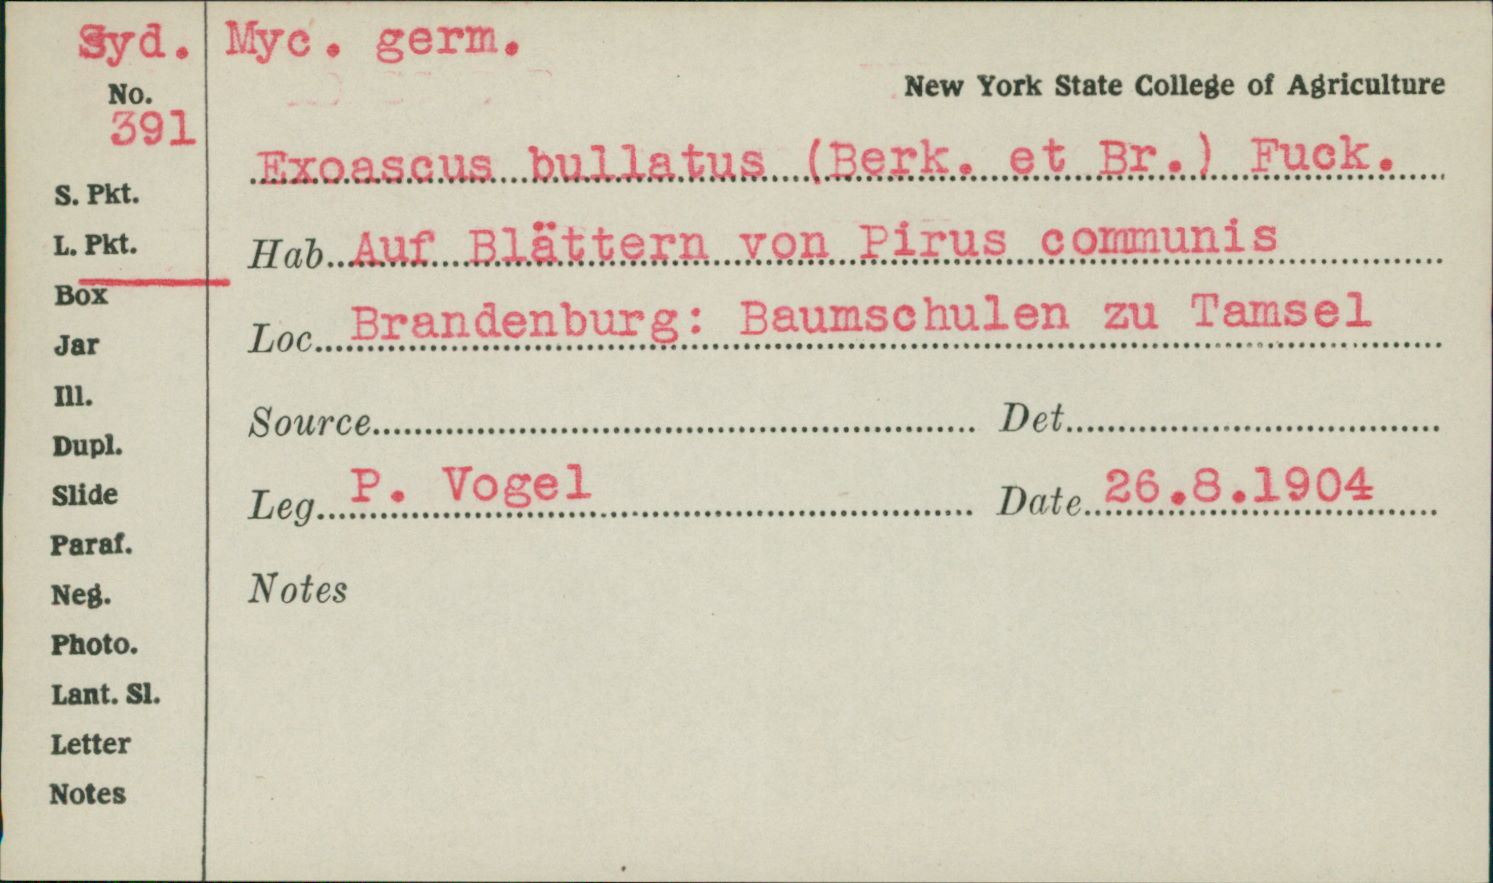 Syd. Myc. germ.
New York State College of Agriculture
No.
391
Exoascus bullatus (Berk. et Br.) Fuck.
S. Pkt.
L. Pkt.
Hab. Auf Blättern von Pirus communis
Box
Loc. Brandenburg: Baumschulen zu Tamsel
Jar
Ill.
Source Det.
Dupl.
Slide
Leg. P. Vogel Date 26.8.1904
Paraf.
Neg.
Notes
Photo.
Lant. Sl.
Letter
Notes